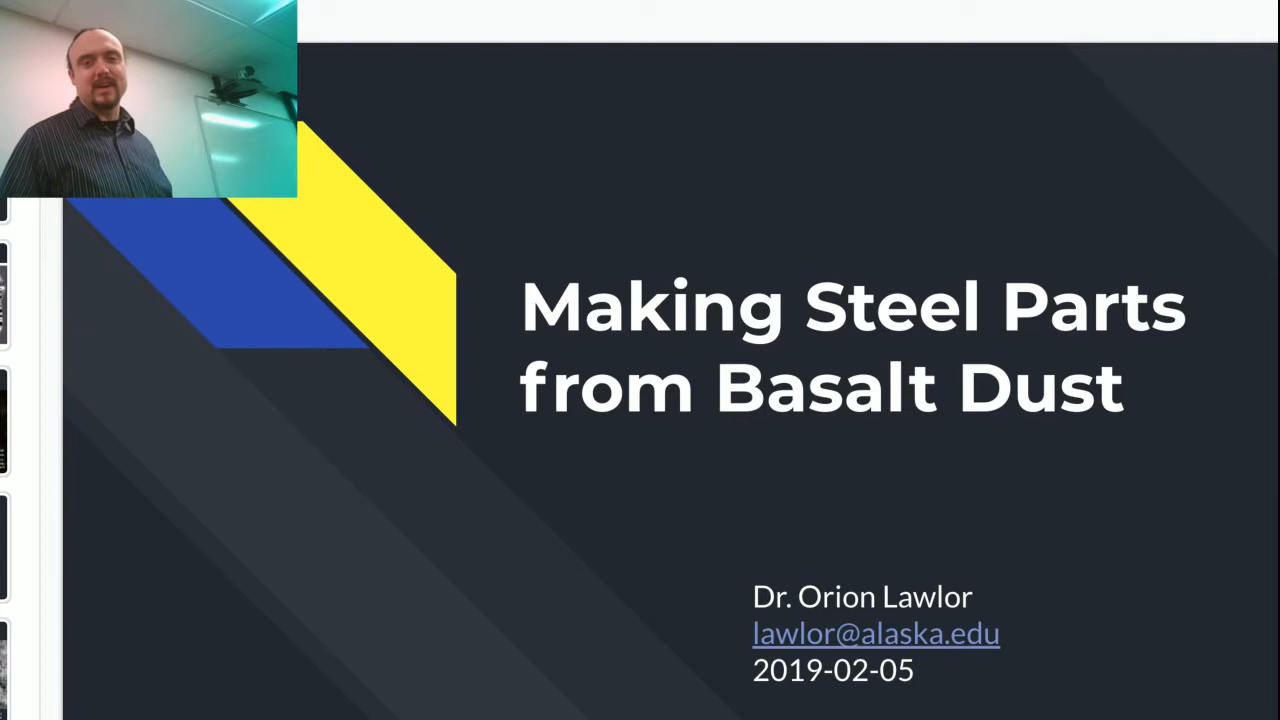 Making Steel Parts
from Basalt Dust
Dr. Orion Lawlor
lawlor@alaska.edu
2019-02-05